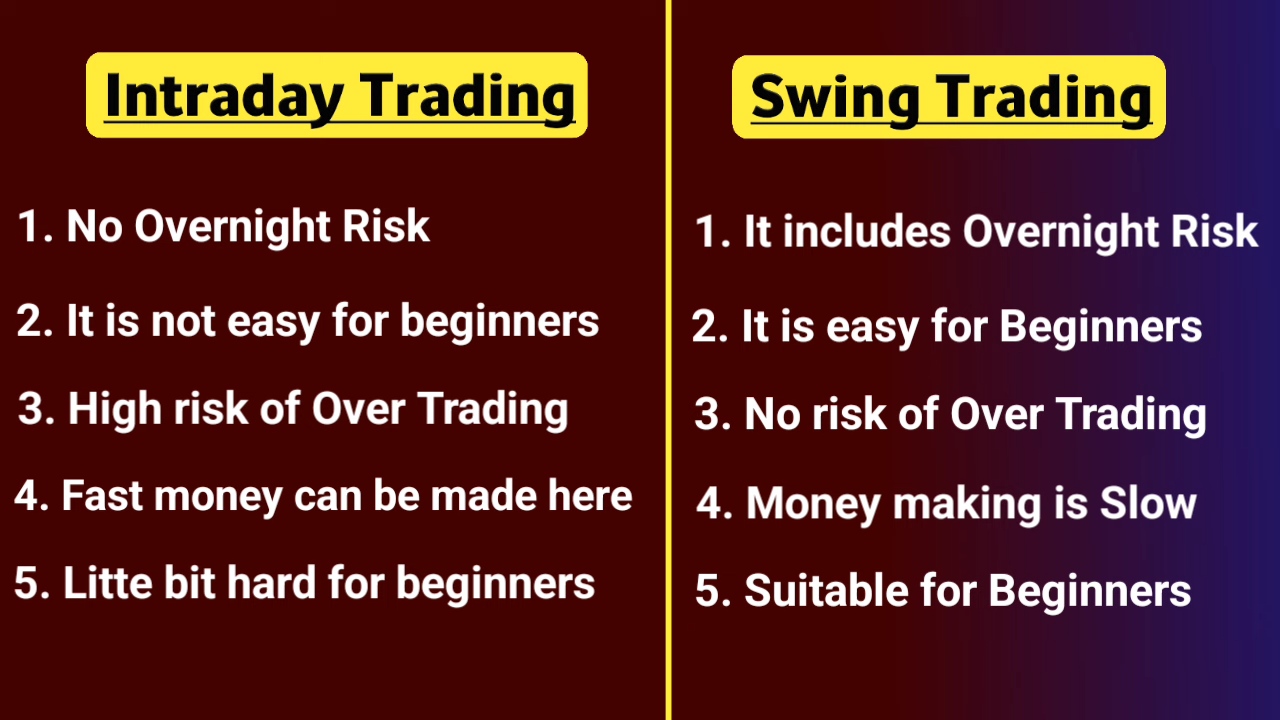 Intraday Trading
1. No Overnight Risk
2. It is not easy for beginners
3. High risk of Over Trading
4. Fast money can be made here
5. Litte bit hard for beginners
Swing Trading
1. It includes Overnight Risk
2. It is easy for Beginners
3. No risk of Over Trading
4. Money making is Slow
5. Suitable for Beginners